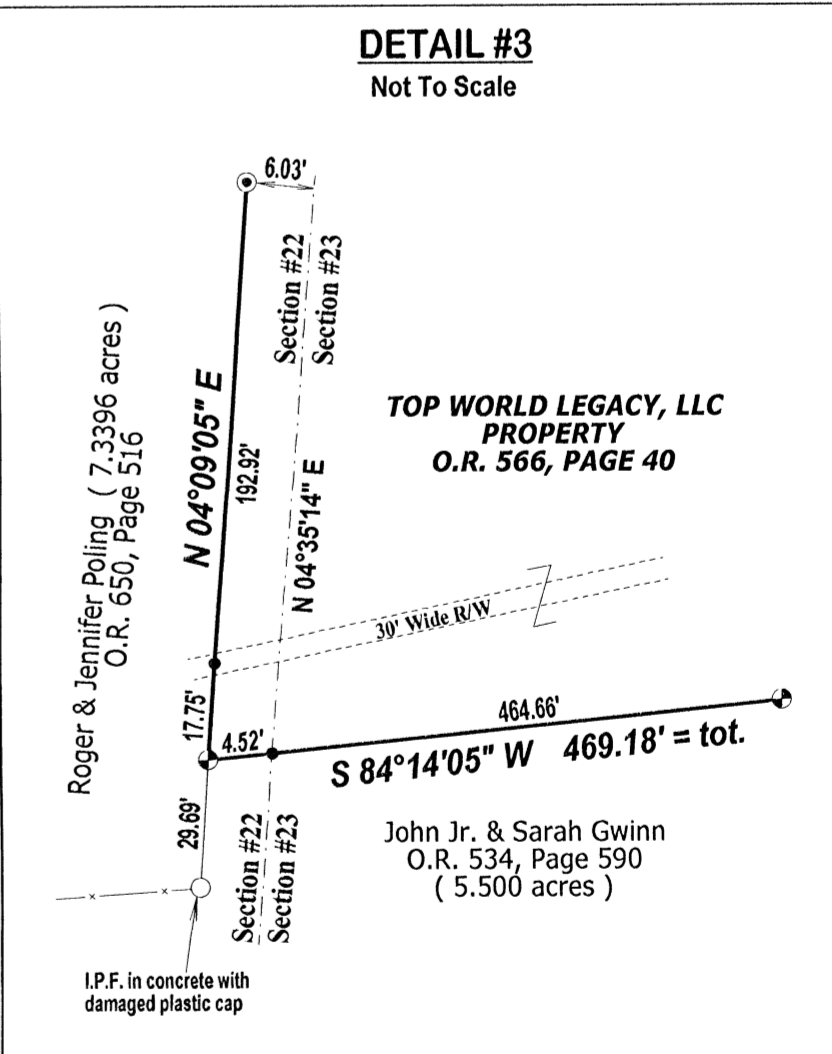 DETAIL #3
Not To Scale
6.03'
Section #22
Section #23
Roger & Jennifer Poling ( 7.3396 acres )
O.R. 650, Page 516
N 04°09'05" E
192.92'
N 04°35'14" E
TOP WORLD LEGACY, LLC
PROPERTY
O.R. 566, PAGE 40
30' Wide R/W
17.75'
4.52'
464.66'
S 84°14'05" W 469.18' = tot.
29.69'
Section #22
Section #23
John Jr. & Sarah Gwinn
O.R. 534, Page 590
( 5.500 acres )
I.P.F. in concrete with
damaged plastic cap